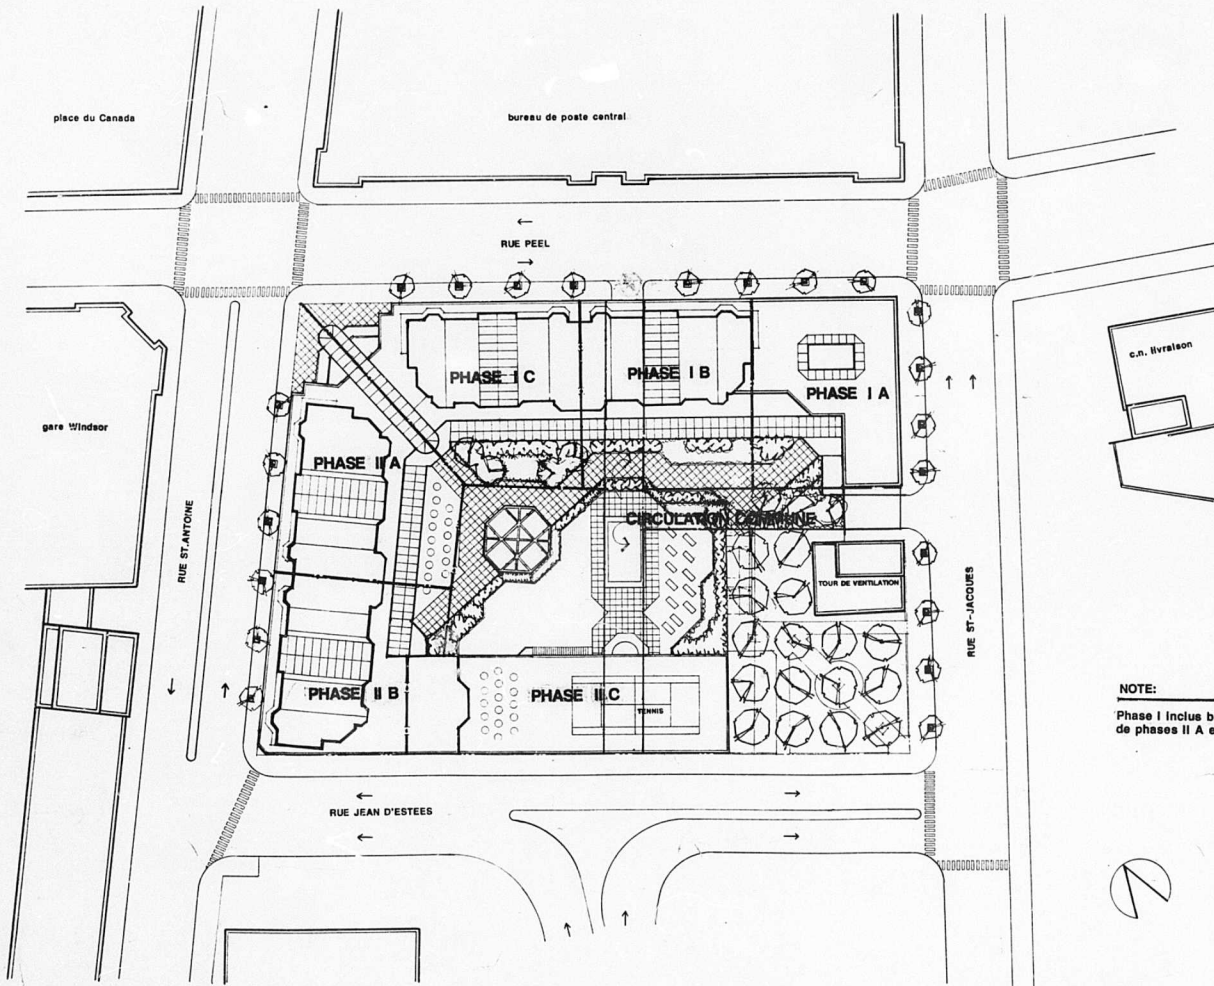 place du Canada
bureau de poste central
RUE PEEL
c.n. livraison
PHASE I C
PHASE I B
PHASE I A
gare Windsor
PHASE II A
RUE ST.ANTOINE
CIRCULATION COMMUNE
TOUR DE VENTILATION
RUE ST-JACQUES
PHASE II B
PHASE II C
TENNIS
NOTE:
Phase I inclus b
de phases II A e
RUE JEAN D'ESTEES